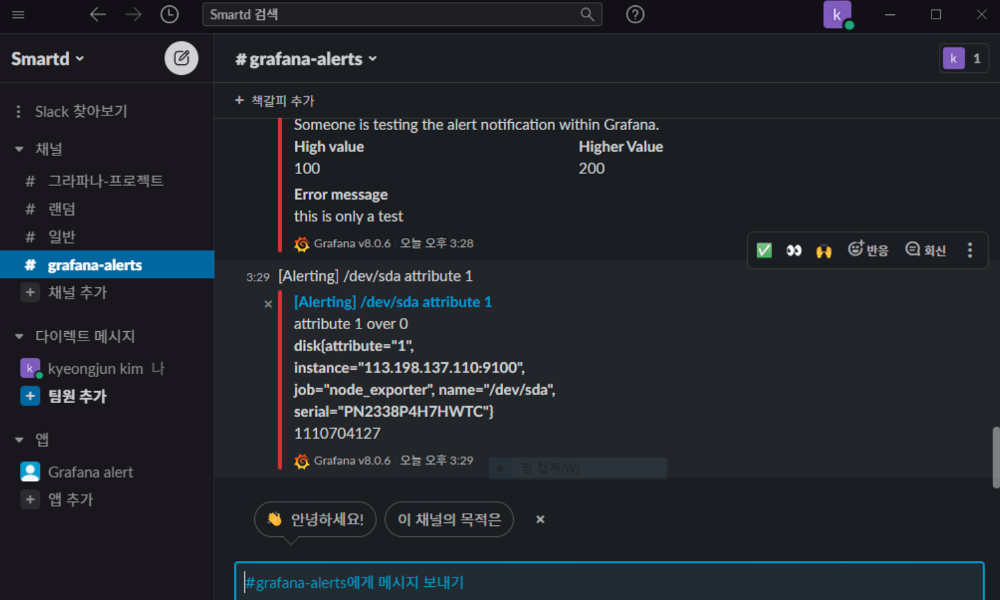 Smartd 검색
k
Smartd
# grafana-alerts
k 1
+ 책갈피 추가
Slack 찾아보기
채널
# 그라파나-프로젝트
# 랜덤
# 일반
# grafana-alerts
+ 채널 추가
다이렉트 메시지
k kyeongjun kim 나
+ 팀원 추가
앱
Grafana alert
+ 앱 추가
Someone is testing the alert notification within Grafana.
High value Higher Value
100 200
Error message
this is only a test
Grafana v8.0.6 오늘 오후 3:28
반응 회신
3:29 [Alerting] /dev/sda attribute 1
[Alerting] /dev/sda attribute 1
attribute 1 over 0
disk{attribute="1",
instance="113.198.137.110:9100",
job="node_exporter", name="/dev/sda",
serial="PN2338P4H7HWTC"}
1110704127
Grafana v8.0.6 오늘 오후 3:29
창 캡처(W)
안녕하세요! 이 채널의 목적은
#grafana-alerts에게 메시지 보내기